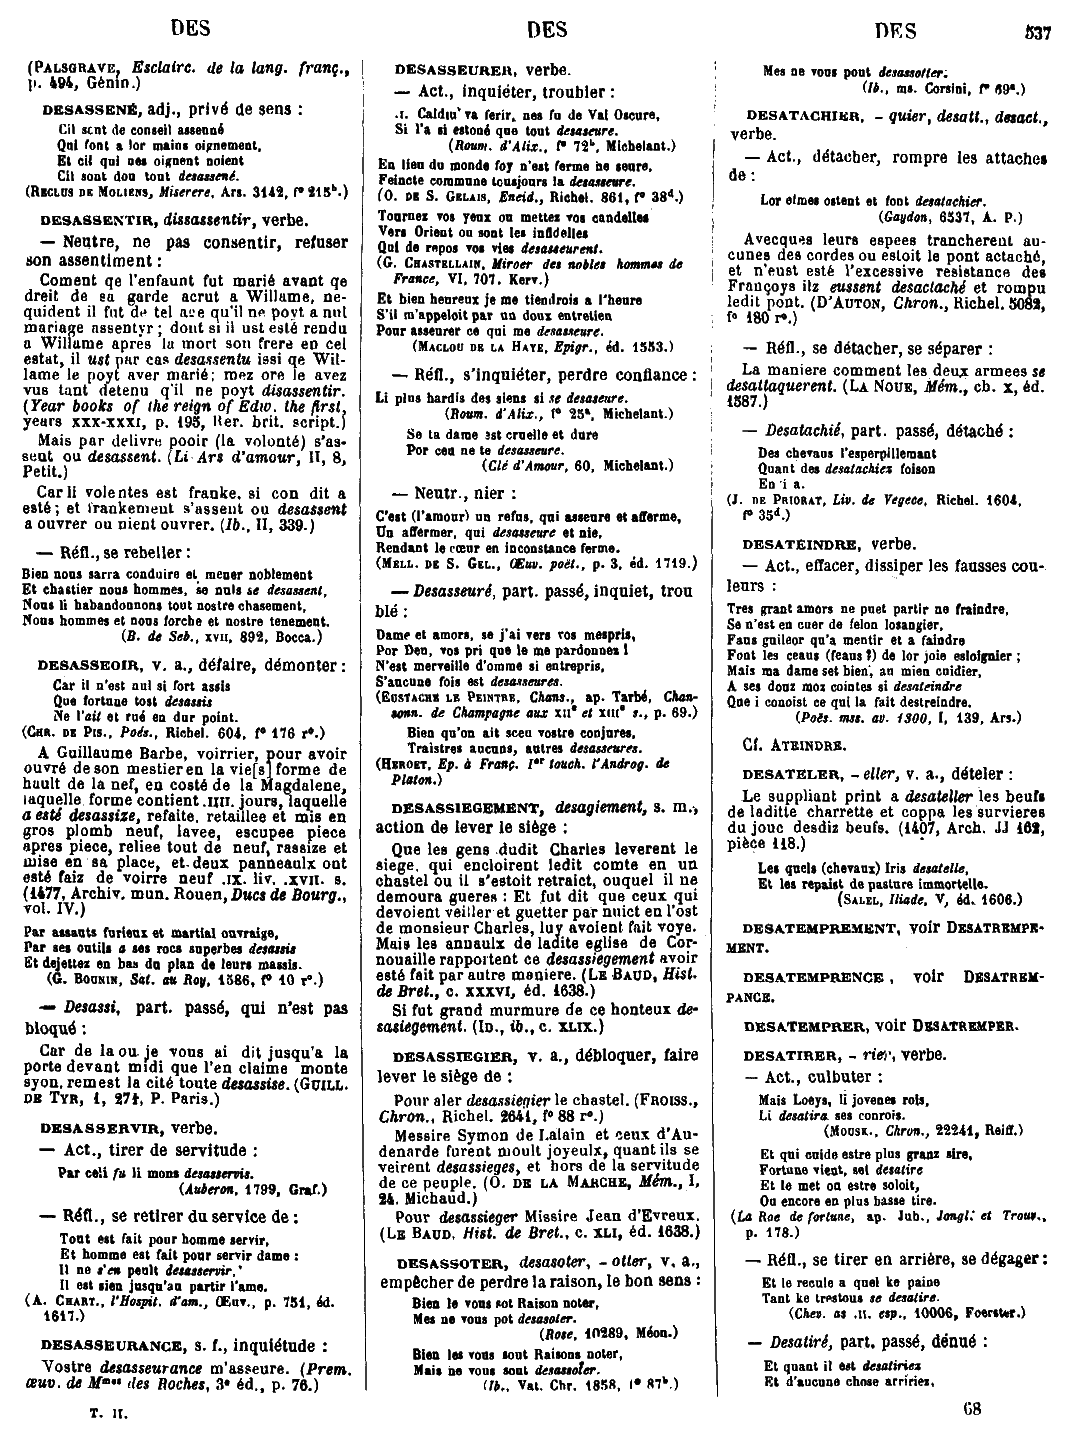 DES
DES
DES
537
(PALSGRAVE, Esclairc. de la lang. franç.,
p. 494, Génin.)
DESASSENÉ, adj., privé de sens :
Cil sent de conseil assenné
Qui font a lor mains oignement,
Et cil qui nes oignent noient
Cil sont dou tout desassené.
(RECLUS DE MOLIENS, Miserere, Ars. 3142, f° 215b.)
DESASSENTIR, dissassentir, verbe.
— Neutre, ne pas consentir, refuser
son assentiment :
Coment qe l'enfaunt fut marié avant qe
dreit de sa garde acrut a Willame, ne-
quident il fut de tel age qu'il ne poyt a nul
mariage assentyr ; dont si il ust esté rendu
a Willame apres la mort son frere en cel
estat, il ust par cas desassentu issi qe Wil-
lame le poyt aver marié; mez ore le avez
vus tant detenu q'il ne poyt disassentir.
(Year books of the reign of Edw. the first,
years XXX-XXXI, p. 195, Rer. brit. script.)
Mais par delivre pooir (la volonté) s'as-
sent ou desassent. (Li Ars d'amour, II, 8,
Petit.)
Car li volentes est franke, si con dit a
esté ; et frankement s'assent ou desassent
a ouvrer ou nient ouvrer. (Ib., II, 339.)
— Réfl., se rebeller :
Bien nous sarra conduire et mener noblement
Et chastier nous hommes, se nuls se desassent,
Nous li habandonnons tout nostre chasement,
Nous hommes et nous forche et nostre tenement.
(B. de Seb., XVII, 892, Bocca.)
DESASSEOIR, v. a., défaire, démonter :
Car il n'est nul si fort assis
Que fortune tost desassis
Ne l'ait et rué en dur point.
(CHR. DE PIS., Poés., Richel. 604, f° 176 r°.)
A Guillaume Barbe, voirrier, pour avoir
ouvré de son mestier en la vie[s] forme de
hault de la nef, en costé de la Magdalene,
laquelle forme contient .IIII. jours, laquelle
a esté desassize, refaite, retaillee et mis en
gros plomb neuf, lavee, escupee piece
apres piece, reliee tout de neuf, rassize et
mise en sa place, et deux panneaulx ont
esté faiz de voirre neuf .IX. liv. .XVII. s.
(1477, Archiv. mun. Rouen, Ducs de Bourg.,
vol. IV.)
Par assauts furieux et martial ouvraige,
Par ses outils a ses rocs superbes desassis
Et dejettez en bas du plan de leurs massis.
(G. BOUNIN, Sat. au Roy, 1586, f° 10 r°.)
— Desassi, part. passé, qui n'est pas
bloqué :
Car de la ou je vous ai dit jusqu'a la
porte devant midi que l'en claime monte
syon, remest la cité toute desassise. (GUILL.
DE TYR, I, 271, P. Paris.)
DESASSERVIR, verbe.
— Act., tirer de servitude :
Par celi fu li mons desasservis.
(Auberon, 1799, Graf.)
— Réfl., se retirer du service de :
Tout est fait pour homme servir,
Et homme est fait pour servir dame :
Il ne s'en peult desasservir,
Il est sien jusqu'au partir l'ame.
(A. CHART., l'Hospit. d'am., Œuv., p. 751, éd.
1617.)
DESASSEURANCE, s. f., inquiétude :
Vostre desasseurance m'asseure. (Prem.
œuv. de Mmes des Roches, 3e éd., p. 76.)
T. II.
DESASSEURER, verbe.
— Act., inquiéter, troubler :
.I. Caldiu va ferir, nes fu de Val Oscure,
Si l'a si estoné que tout desaseure.
(Roum. d'Alix., f° 72b, Michelant.)
En lieu du monde foy n'est ferme ne seure,
Feincte commune tousjours la desasseure.
(O. DE S. GELAIS, Eneid., Richel. 861, f° 38d.)
Tournez vos yeux ou mettez vos candelles
Vers Orient ou sont les infidelles
Qui de repos vos vies desasseurent.
(G. CHASTELLAIN, Miroer des nobles hommes de
France, VI, 707, Kerv.)
Et bien heureux je me tiendrois a l'heure
S'il m'appeloit par un doux entretien
Pour asseurer ce qui me desasseure.
(MACLOU DE LA HAYE, Epigr., éd. 1553.)
— Réfl., s'inquiéter, perdre confiance :
Li plus hardis des siens si se desaseure.
(Roum. d'Alix., f° 25a, Michelant.)
Se ta dame est cruelle et dure
Por ceu ne te desasseure.
(Clé d'Amour, 60, Michelant.)
— Neutr., nier :
C'est (l'amour) un refus, qui asseure et afferme,
Un affermer, qui desasseure et nie,
Rendant le cœur en inconstance ferme.
(MELL. DE S. GEL., Œuv. poét., p. 3, éd. 1719.)
— Desasseuré, part. passé, inquiet, trou
blé :
Dame et amors, se j'ai vers vos mespris,
Por Deu, vos pri que le me pardounes !
N'est merveille d'omme si entrepris,
S'aucune fois est desasseures.
(EUSTACHE LE PEINTRE, Chans., ap. Tarbé, Chan-
sonn. de Champagne aux XIIe et XIIIe s., p. 69.)
Bien qu'on ait sceu vostre conjures,
Traistres aucuns, autres desasseures.
(HEROET, Ep. à Franç. Ier touch. l'Androg. de
Platon.)
DESASSIEGEMENT, desagiement, s. m.,
action de lever le siège :
Que les gens dudit Charles leverent le
siege, qui encloirent ledit comte en un
chastel ou il s'estoit retraict, ouquel il ne
demoura gueres : Et fut dit que ceux qui
devoient veiller et guetter par nuict en l'ost
de monsieur Charles, luy avoient fait voye.
Mais les annaulx de ladite eglise de Cor-
nouaille rapportent ce desassiegement avoir
esté fait par autre maniere. (LE BAUD, Hist.
de Bret., c. XXXVI, éd. 1638.)
Si fut grand murmure de ce honteux de-
sasiegement. (ID., ib., c. XLIX.)
DESASSIEGIER, v. a., débloquer, faire
lever le siège de :
Pour aler desassiegier le chastel. (FROISS.,
Chron., Richel. 2641, f° 88 r°.)
Messire Symon de Lalain et ceux d'Au-
denarde furent moult joyeulx, quant ils se
veirent desassieges, et hors de la servitude
de ce peuple. (O. DE LA MARCHE, Mém., I,
24, Michaud.)
Pour desassieger Missire Jean d'Evreux.
(LE BAUD, Hist. de Bret., c. XLI, éd. 1638.)
DESASSOTER, desasoter, - otter, v. a.,
empêcher de perdre la raison, le bon sens :
Bien le vous sot Raison noter,
Mes ne vous pot desasoter.
(Rose, 10289, Méon.)
Bien les vous sout Raisons noter,
Mais ne vous sout desassoter.
(Ib., Vat. Chr. 1858, f° 87b.)
Mes ne vous pout desassotter.
(Ib., ms. Corsini, f° 69a.)
DESATACHIER, - quier, desatt., desact.,
verbe.
— Act., détacher, rompre les attaches
de :
Lor elmes ostent et font desatachier.
(Gaydon, 6537, A. P.)
Avecques leurs espees trancherent au-
cunes des cordes ou estoit le pont actaché,
et n'eust esté l'excessive resistance des
Françoys ilz eussent desactaché et rompu
ledit pont. (D'AUTON, Chron., Richel. 5082,
f° 180 r°.)
— Réfl., se détacher, se séparer :
La maniere comment les deux armees se
desattaquerent. (LA NOUE, Mém., ch. X, éd.
1587.)
— Desatachié, part. passé, détaché :
Des chevaus l'esperpillemant
Quant des desatachiez foison
En i a.
(J. DE PRIORAT, Liv. de Vegece, Richel. 1604,
f° 35d.)
DESATEINDRE, verbe.
— Act., effacer, dissiper les fausses cou-
leurs :
Tres grant amors ne puet partir ne fraindre,
Se n'est en cuer de felon losangier,
Faus guileor qu'a mentir et a faindre
Font les ceaus (feaus ?) de lor joie esloignier ;
Mais ma dame set bien, au mien cuidier,
A ses douz moz cointes si desateindre
Que i conoist ce qui la fait destreindre.
(Poës. mss. av. 1300, I, 139, Ars.)
Cf. ATEINDRE.
DESATELER, - eller, v. a., dételer :
Le suppliant print a desateller les beufs
de laditte charrette et coppa les survieres
du jouc desdiz beufs. (1407, Arch. JJ 162,
pièce 118.)
Les quels (chevaux) Iris desatelle,
Et les repaist de pasture immortelle.
(SALEL, Iliade, V, éd. 1606.)
DESATEMPREMENT, voir DESATREMPRE-
MENT.
DESATEMPRENCE, voir DESATREM-
PANCE.
DESATEMPRER, voir DESATREMPER.
DESATIRER, - rier, verbe.
— Act., culbuter :
Mais Loeys, li jovenes rois,
Li desatira ses conrois.
(MOUSK., Chron., 22241, Reiff.)
Et qui cuide estre plus granz sire,
Fortune vient, sel desatire
Et le met ou estre soloit,
Ou encore en plus basse tire.
(La Roe de fortune, ap. Jub., Jongl. et Trouv.,
p. 178.)
— Réfl., se tirer en arrière, se dégager :
Et le recule a quel ke paine
Tant ke trestous se desatire.
(Chev. as .II. esp., 10006, Foerster.)
— Desatiré, part. passé, dénué :
Et quant il est desatiriez
Et d'aucune chose arririez,
68